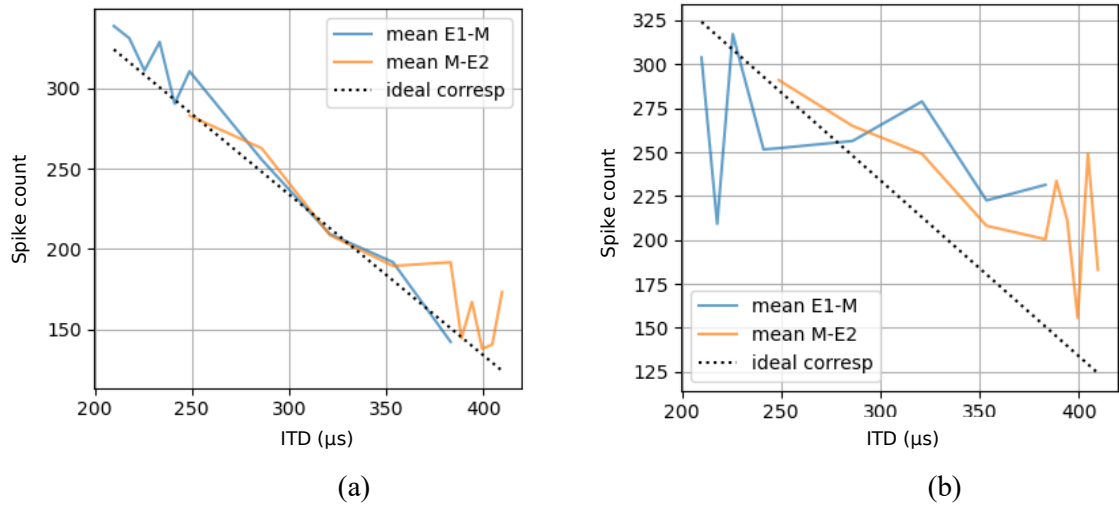 mean E1-M
mean M-E2
ideal corresp
300
250
200
150
Spike count
200 250 300 350 400
ITD (µs)
(a)
325
300
275
250
225
200
175
150
125
Spike count
mean E1-M
mean M-E2
ideal corresp
200 250 300 350 400
ITD (µs)
(b)